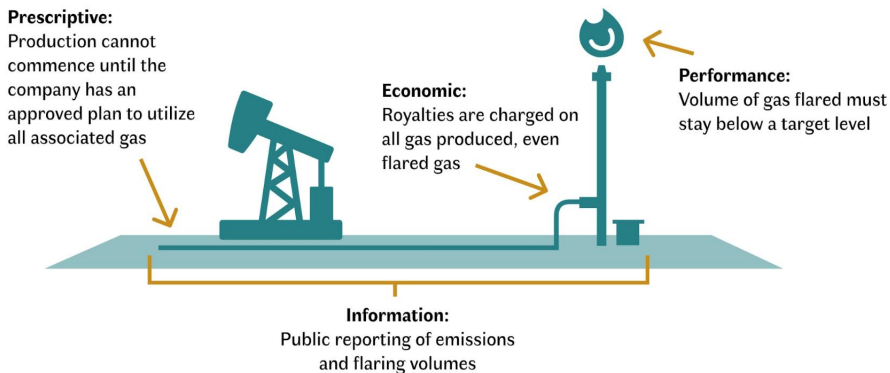 Prescriptive:
Production cannot
commence until the
company has an
approved plan to utilize
all associated gas
Economic:
Royalties are charged on
all gas produced, even
flared gas
Performance:
Volume of gas flared must
stay below a target level
Information:
Public reporting of emissions
and flaring volumes